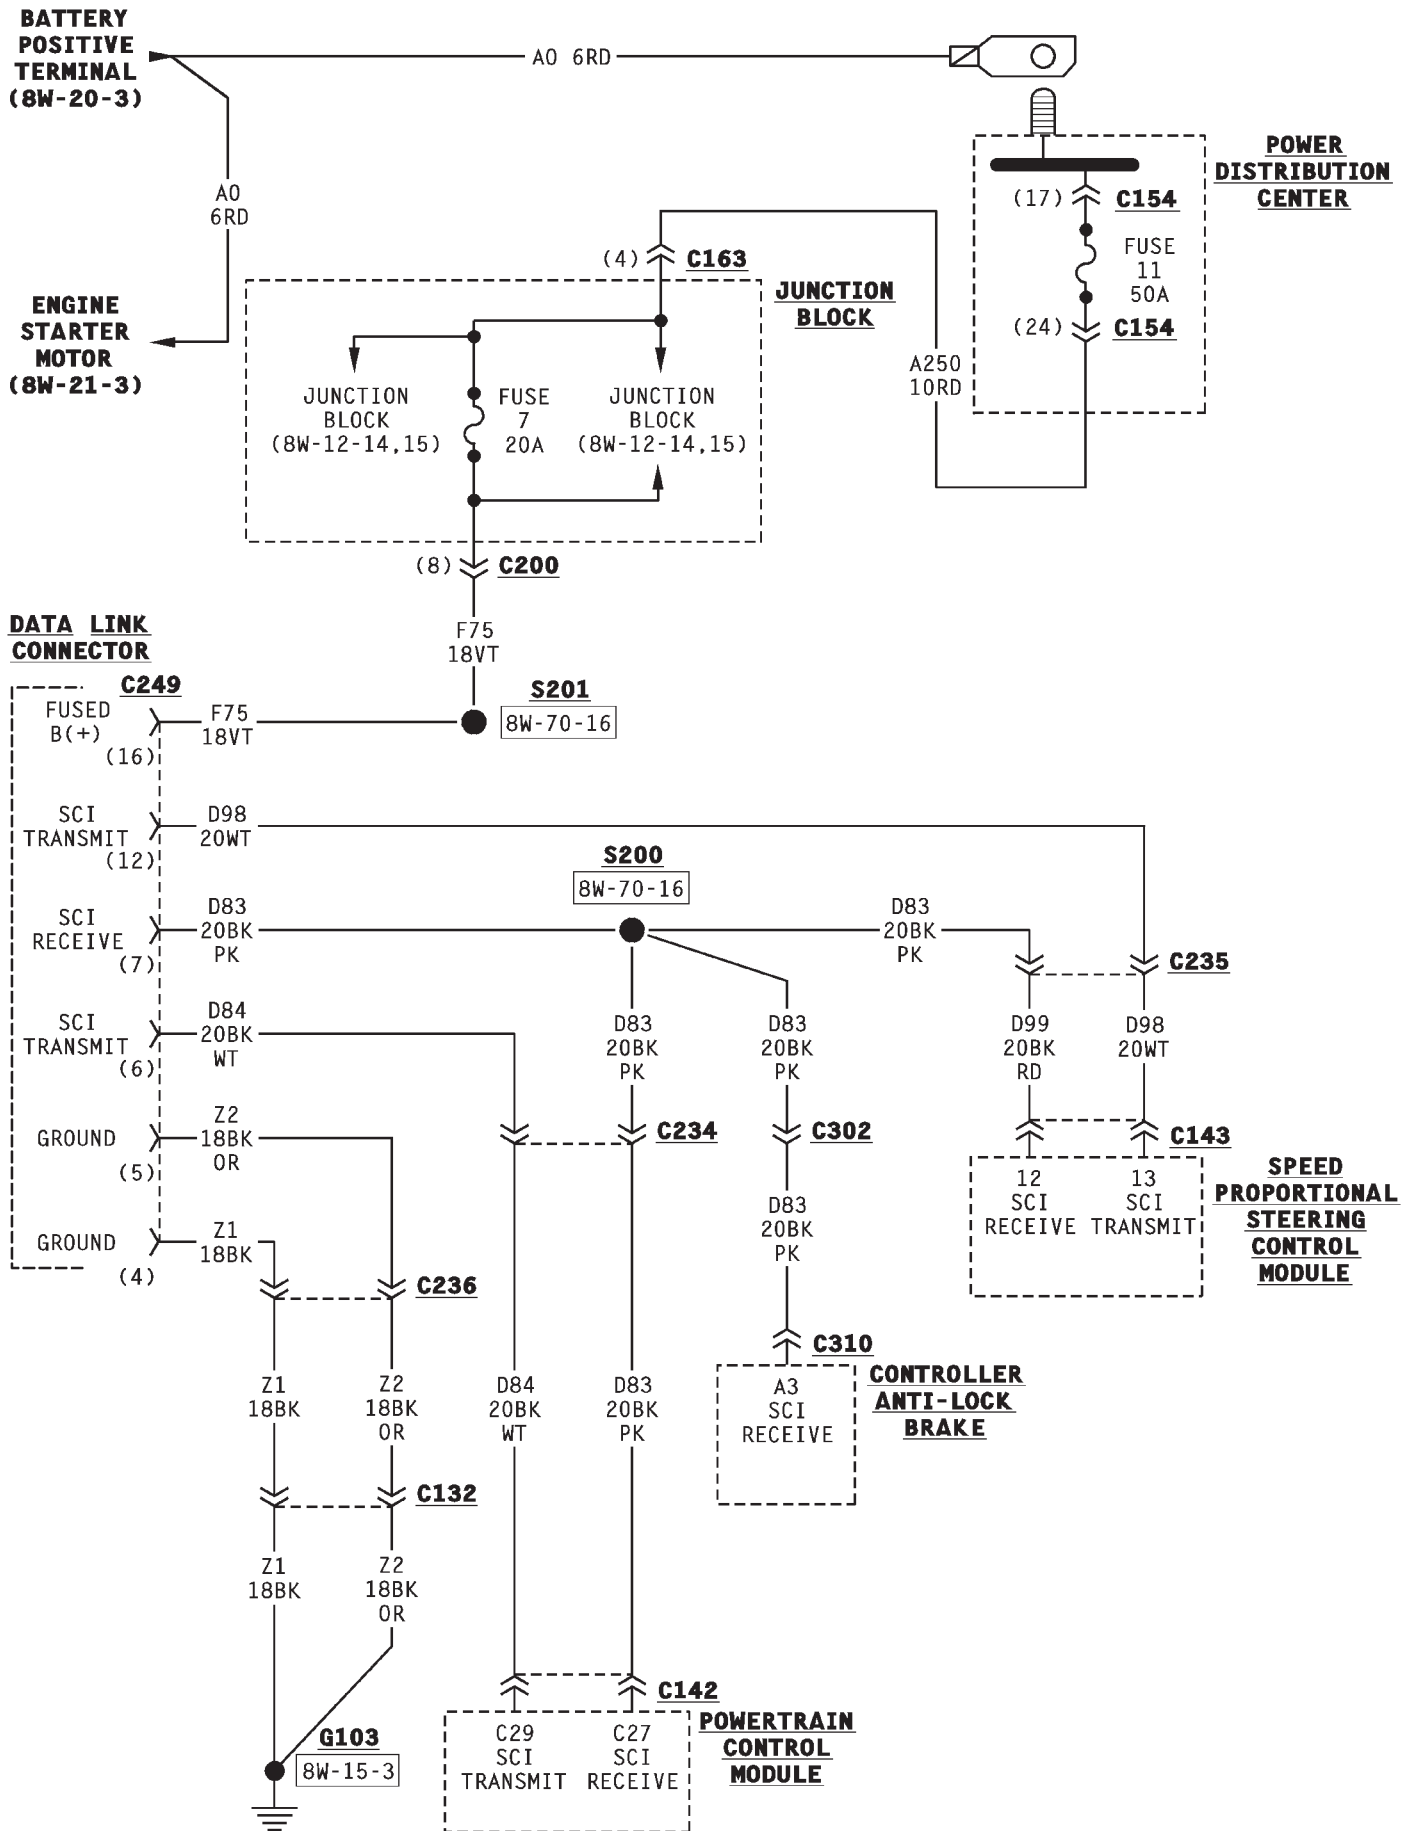 BATTERY
POSITIVE
TERMINAL
(8W-20-3)
A0 6RD
A0
6RD
ENGINE
STARTER
MOTOR
(8W-21-3)
POWER
DISTRIBUTION
CENTER
(17)
C154
FUSE
11
50A
(24)
C154
A250
10RD
(4)
C163
JUNCTION
BLOCK
JUNCTION
BLOCK
(8W-12-14,15)
FUSE
7
20A
JUNCTION
BLOCK
(8W-12-14,15)
(8)
C200
F75
18VT
S201
8W-70-16
DATA LINK
CONNECTOR
C249
FUSED
B(+)
(16)
F75
18VT
SCI
TRANSMIT
(12)
D98
20WT
SCI
RECEIVE
(7)
D83
20BK
PK
S200
8W-70-16
D83
20BK
PK
C235
SCI
TRANSMIT
(6)
D84
20BK
WT
D83
20BK
PK
D83
20BK
PK
D99
20BK
RD
D98
20WT
GROUND
(5)
Z2
18BK
OR
C234
C302
C143
12
SCI
RECEIVE
13
SCI
TRANSMIT
SPEED
PROPORTIONAL
STEERING
CONTROL
MODULE
GROUND
(4)
Z1
18BK
D83
20BK
PK
C236
C310
A3
SCI
RECEIVE
CONTROLLER
ANTI-LOCK
BRAKE
Z1
18BK
Z2
18BK
OR
D84
20BK
WT
D83
20BK
PK
C132
Z1
18BK
Z2
18BK
OR
C142
G103
8W-15-3
C29
SCI
TRANSMIT
C27
SCI
RECEIVE
POWERTRAIN
CONTROL
MODULE